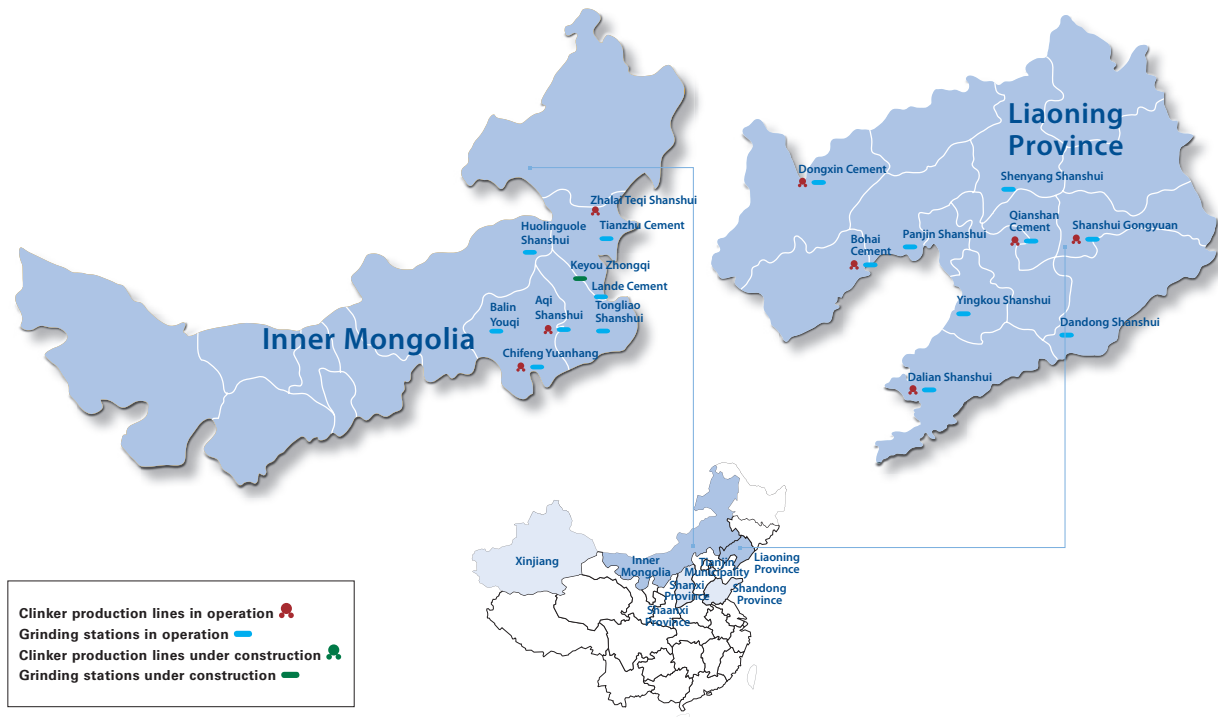 Inner Mongolia
Zhalai Teqi Shanshui
Tianzhu Cement
Huolinguole
Shanshui
Keyou Zhongqi
Lande Cement
Tongliao
Shanshui
Aqi
Shanshui
Balin
Youqi
Chifeng Yuanhang
Liaoning
Province
Dongxin Cement
Shenyang Shanshui
Qianshan
Cement
Shanshui Gongyuan
Panjin Shanshui
Bohai
Cement
Yingkou Shanshui
Dandong Shanshui
Dalian Shanshui
Xinjiang
Inner
Mongolia
Tianjin
Municipality
Liaoning
Province
Shanxi
Province
Shandong
Province
Shaanxi
Province
Clinker production lines in operation
Grinding stations in operation
Clinker production lines under construction
Grinding stations under construction